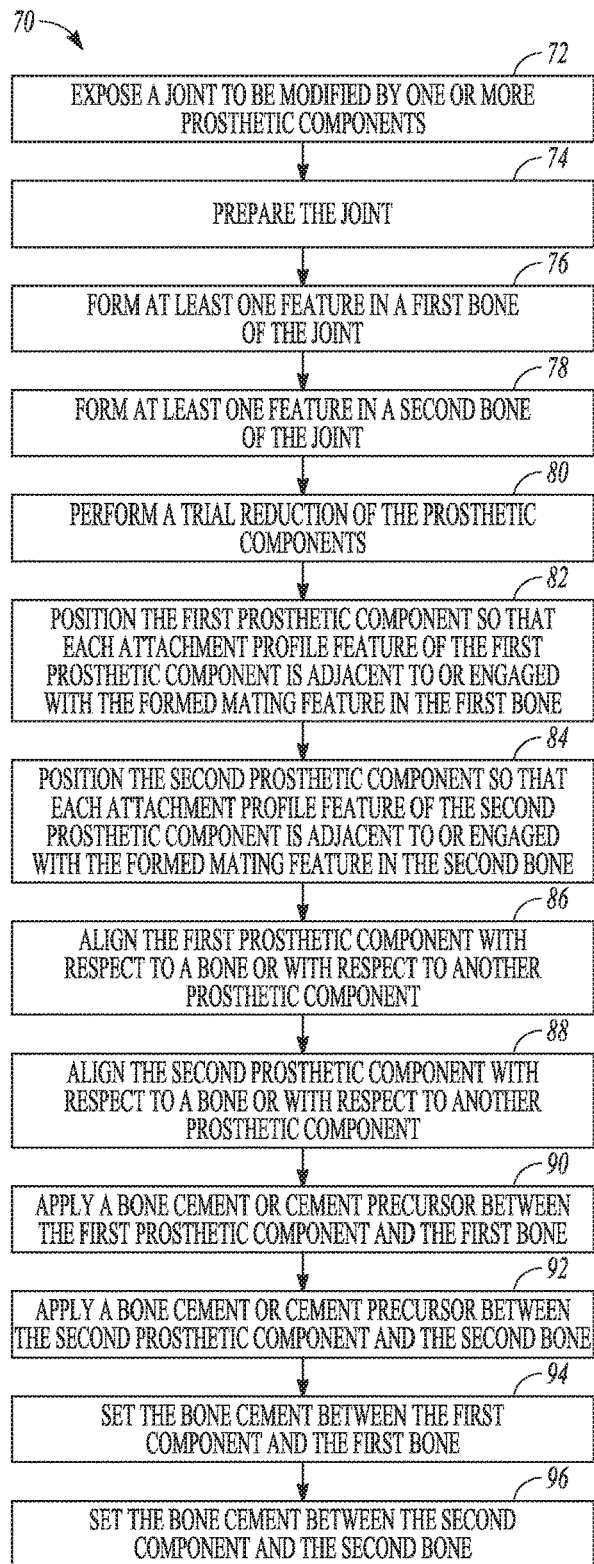 70
72
EXPOSE A JOINT TO BE MODIFIED BY ONE OR MORE
PROSTHETIC COMPONENTS
74
PREPARE THE JOINT
76
FORM AT LEAST ONE FEATURE IN A FIRST BONE
OF THE JOINT
78
FORM AT LEAST ONE FEATURE IN A SECOND BONE
OF THE JOINT
80
PERFORM A TRIAL REDUCTION OF THE PROSTHETIC
COMPONENTS
82
POSITION THE FIRST PROSTHETIC COMPONENT SO THAT
EACH ATTACHMENT PROFILE FEATURE OF THE FIRST
PROSTHETIC COMPONENT IS ADJACENT TO OR ENGAGED
WITH THE FORMED MATING FEATURE IN THE FIRST BONE
84
POSITION THE SECOND PROSTHETIC COMPONENT SO THAT
EACH ATTACHMENT PROFILE FEATURE OF THE SECOND
PROSTHETIC COMPONENT IS ADJACENT TO OR ENGAGED
WITH THE FORMED MATING FEATURE IN THE SECOND BONE
86
ALIGN THE FIRST PROSTHETIC COMPONENT WITH
RESPECT TO A BONE OR WITH RESPECT TO ANOTHER
PROSTHETIC COMPONENT
88
ALIGN THE SECOND PROSTHETIC COMPONENT WITH
RESPECT TO A BONE OR WITH RESPECT TO ANOTHER
PROSTHETIC COMPONENT
90
APPLY A BONE CEMENT OR CEMENT PRECURSOR BETWEEN
THE FIRST PROSTHETIC COMPONENT AND THE FIRST BONE
92
APPLY A BONE CEMENT OR CEMENT PRECURSOR BETWEEN
THE SECOND PROSTHETIC COMPONENT AND THE SECOND BONE
94
SET THE BONE CEMENT BETWEEN THE FIRST
COMPONENT AND THE FIRST BONE
96
SET THE BONE CEMENT BETWEEN THE SECOND
COMPONENT AND THE SECOND BONE